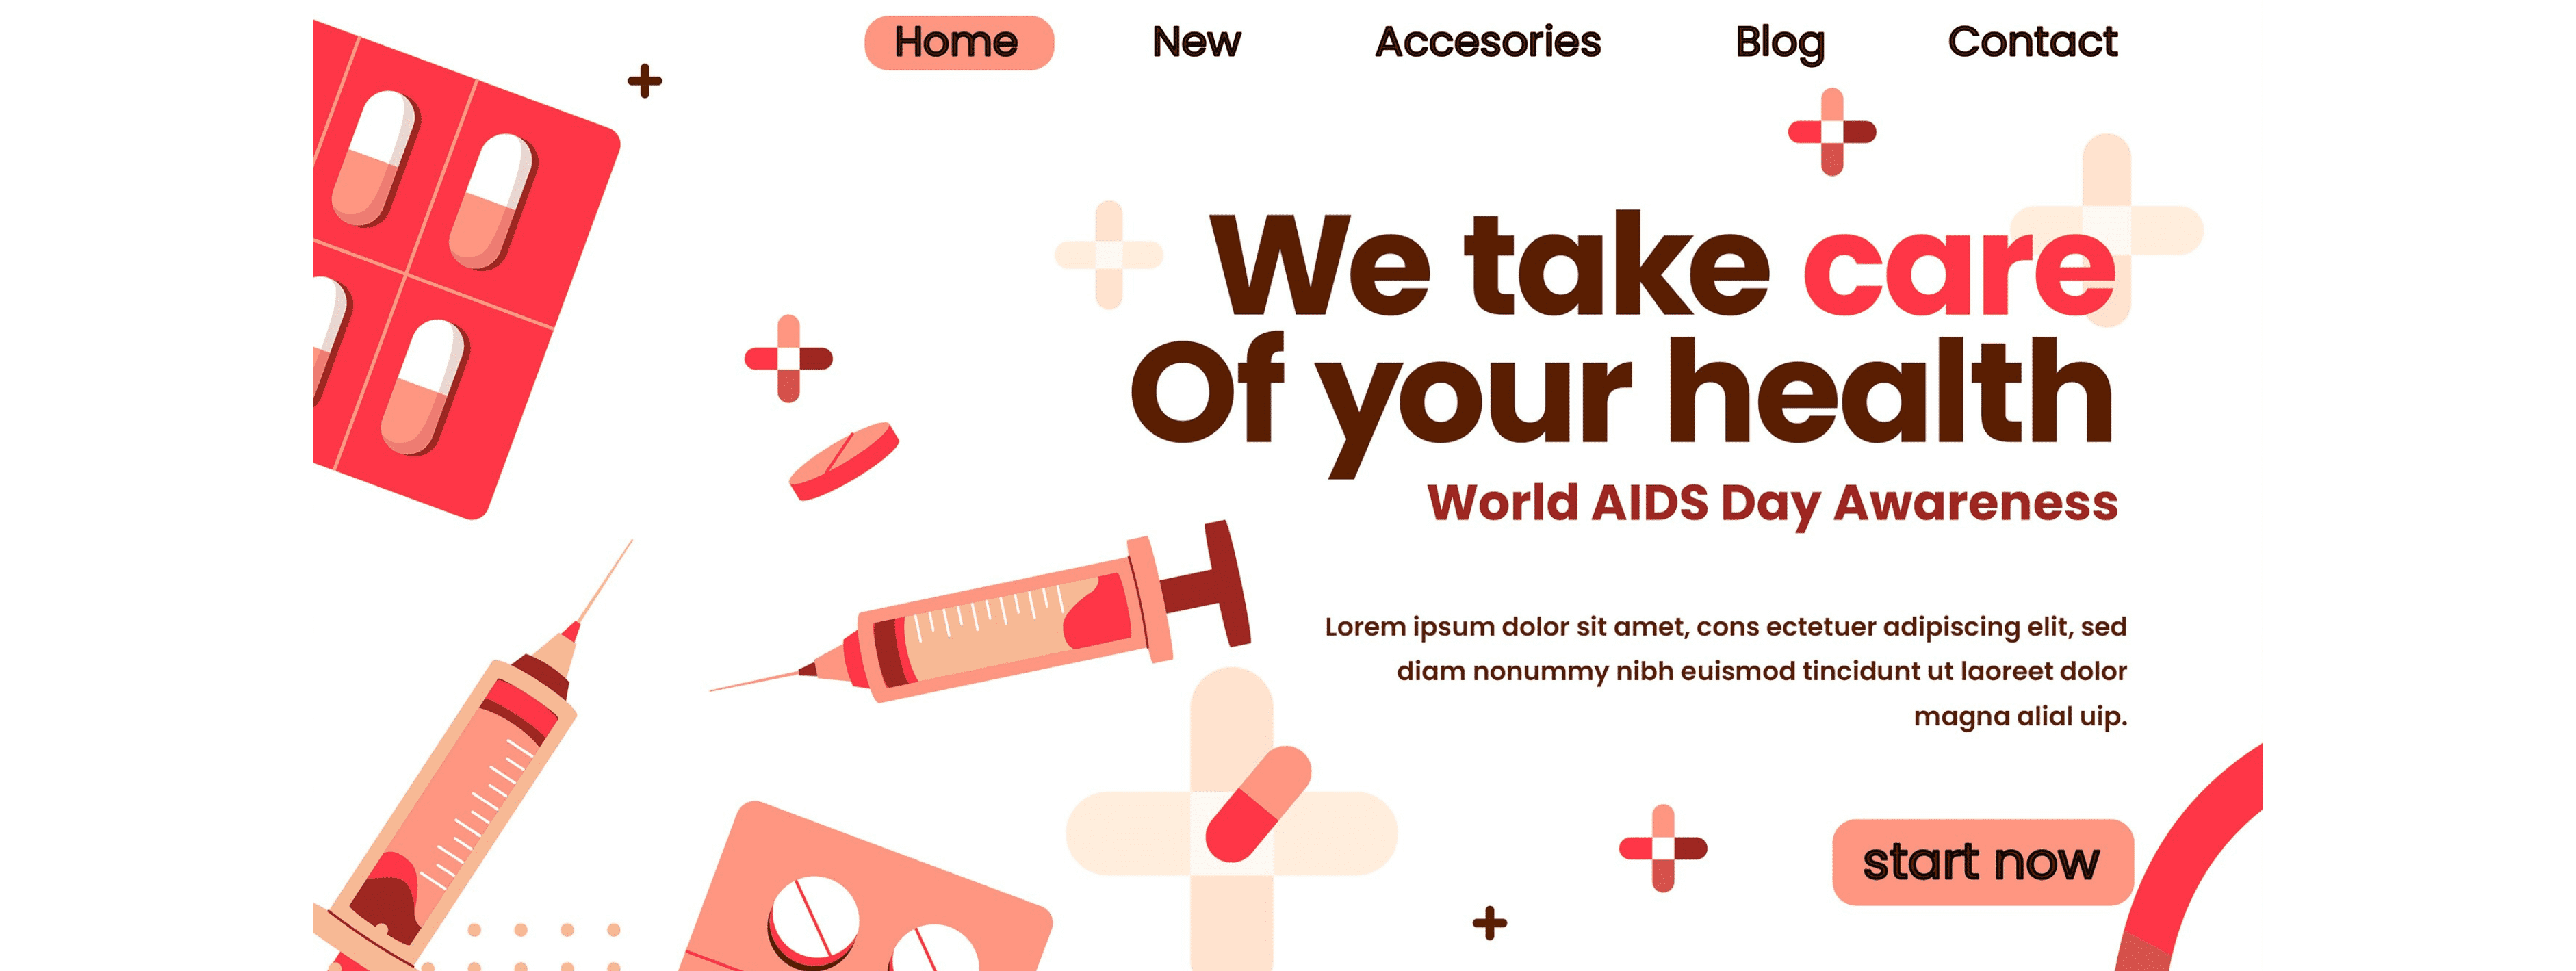 Home New Accesories Blog Contact
We take care
Of your health
World AIDS Day Awareness
Lorem ipsum dolor sit amet, cons ectetuer adipiscing elit, sed
diam nonummy nibh euismod tincidunt ut laoreet dolor
magna alial uip.
start now